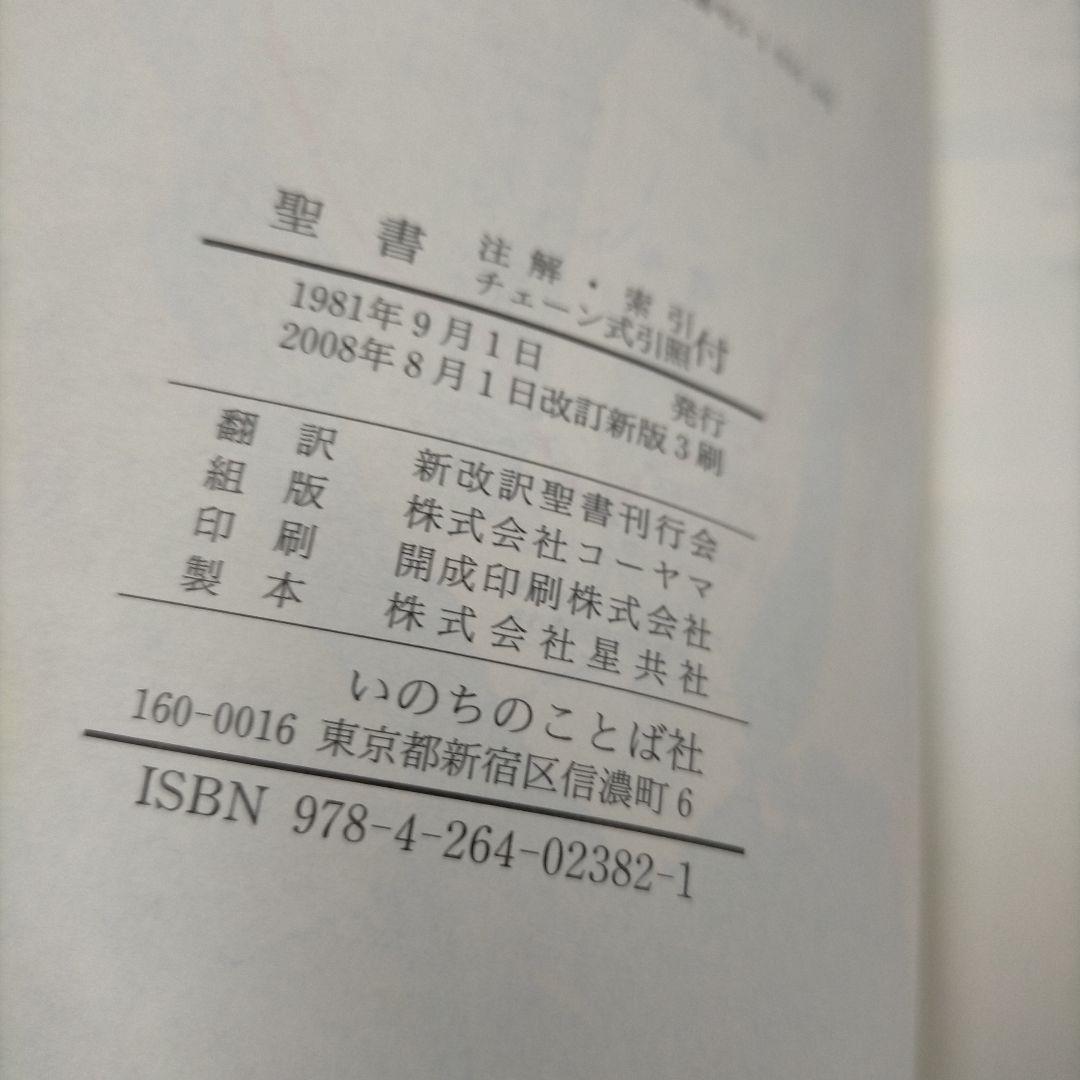 聖書 注解・索引
チェーン式引照付
1981年9月1日 発行
2008年8月1日改訂新版3刷
翻訳 新改訳聖書刊行会
組版 株式会社コーヤマ
印刷 開成印刷株式会社
製本 株式会社星共社
いのちのことば社
160-0016 東京都新宿区信濃町6
ISBN 978-4-264-02382-1